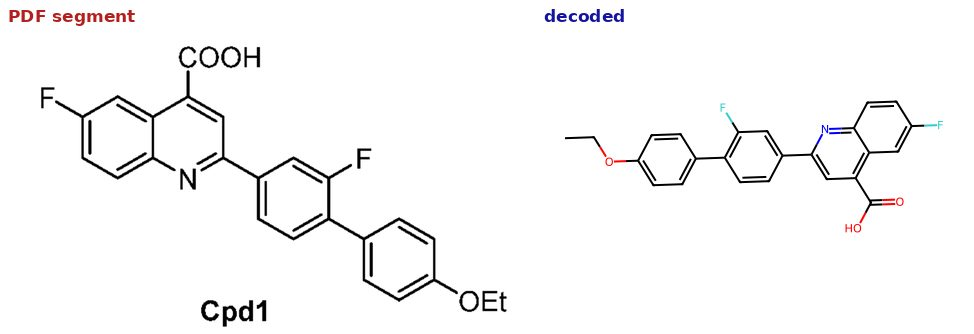 PDF segment
decoded
COOH
F
N
F
OEt
Cpd1
F
N
F
O
O
HO